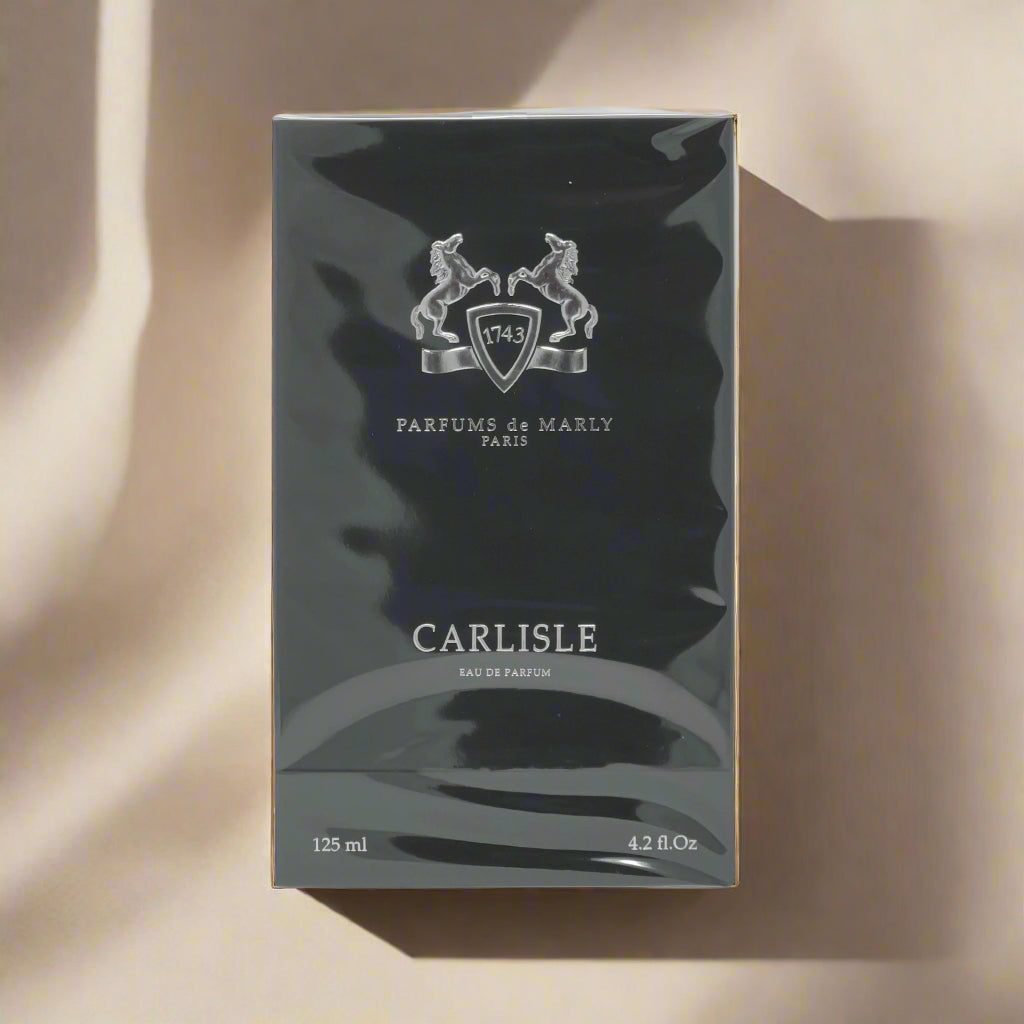 1743
PARFUMS de MARLY
PARIS
CARLISLE
EAU DE PARFUM
125 ml
4.2 fl.Oz